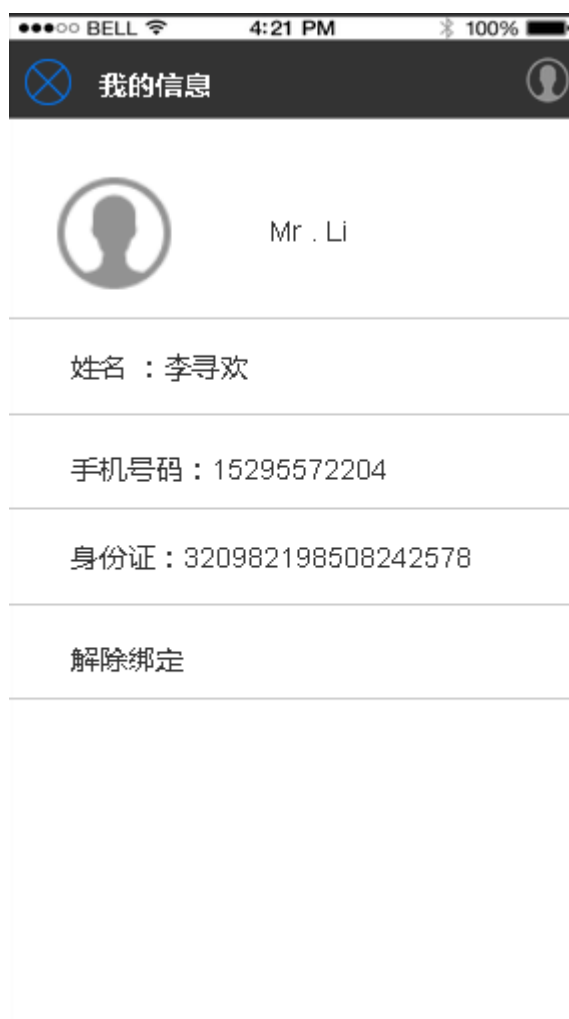 BELL 4:21 PM 100%
我的信息
Mr . Li
姓名 ：李寻欢
手机号码：15295572204
身份证：320982198508242578
解除绑定